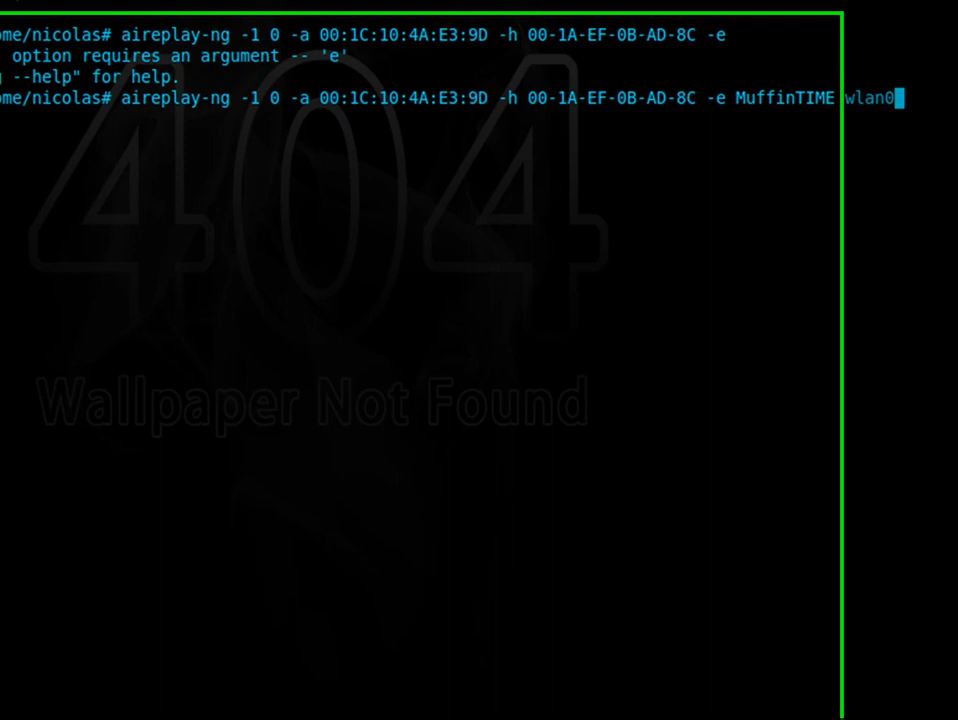 ome/nicolas# aireplay-ng -1 0 -a 00:1C:10:4A:E3:9D -h 00-1A-EF-0B-AD-8C -e
option requires an argument -- 'e'
--help" for help.
ome/nicolas# aireplay-ng -1 0 -a 00:1C:10:4A:E3:9D -h 00-1A-EF-0B-AD-8C -e MuffinTIME wlan0
404
Wallpaper Not Found